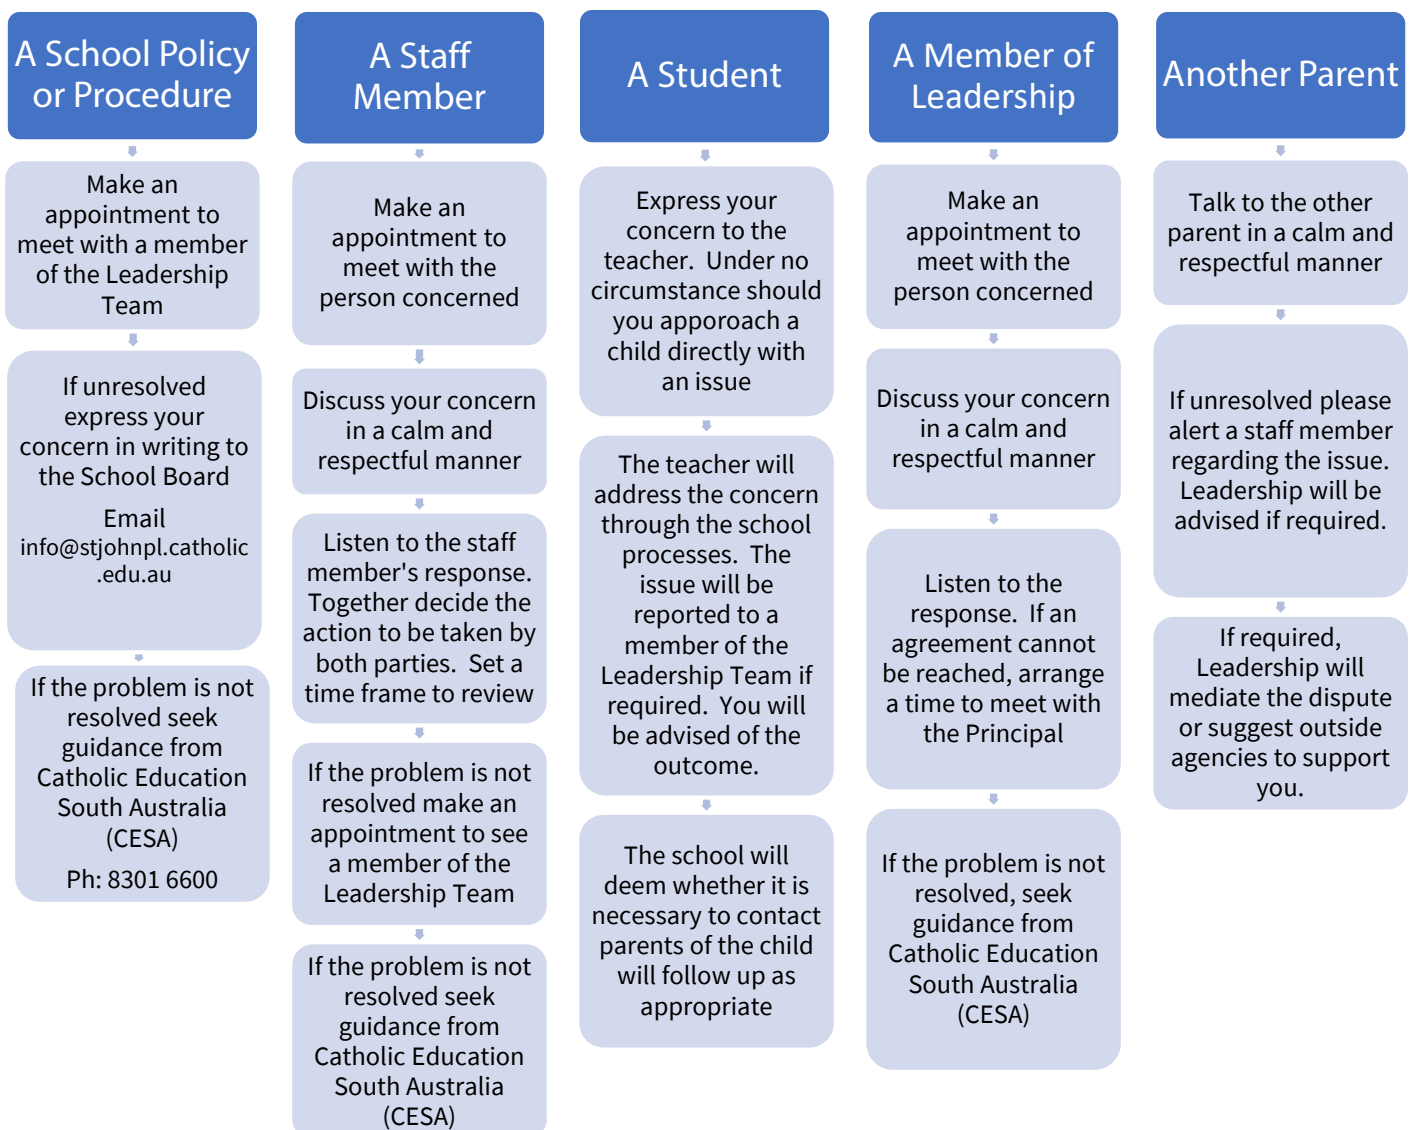 A School Policy
or Procedure
Make an
appointment to
meet with a member
of the Leadership
Team
If unresolved
express your
concern in writing to
the School Board
Email
info@stjohnpl.catholic
.edu.au
If the problem is not
resolved seek
guidance from
Catholic Education
South Australia
(CESA)
Ph: 8301 6600
A Staff
Member
Make an
appointment to
meet with the
person concerned
Discuss your concern
in a calm and
respectful manner
Listen to the staff
member's response.
Together decide the
action to be taken by
both parties.  Set a
time frame to review
If the problem is not
resolved make an
appointment to see
a member of the
Leadership Team
If the problem is not
resolved seek
guidance from
Catholic Education
South Australia
(CESA)
A Student
Express your
concern to the
teacher.  Under no
circumstance should
you apporoach a
child directly with
an issue
The teacher will
address the concern
through the school
processes.  The
issue will be
reported to a
member of the
Leadership Team if
required.  You will
be advised of the
outcome.
The school will
deem whether it is
necessary to contact
parents of the child
will follow up as
appropriate
A Member of
Leadership
Make an
appointment to
meet with the
person concerned
Discuss your concern
in a calm and
respectful manner
Listen to the
response.  If an
agreement cannot
be reached, arrange
a time to meet with
the Principal
If the problem is not
resolved, seek
guidance from
Catholic Education
South Australia
(CESA)
Another Parent
Talk to the other
parent in a calm and
respectful manner
If unresolved please
alert a staff member
regarding the issue.
Leadership will be
advised if required.
If required,
Leadership will
mediate the dispute
or suggest outside
agencies to support
you.